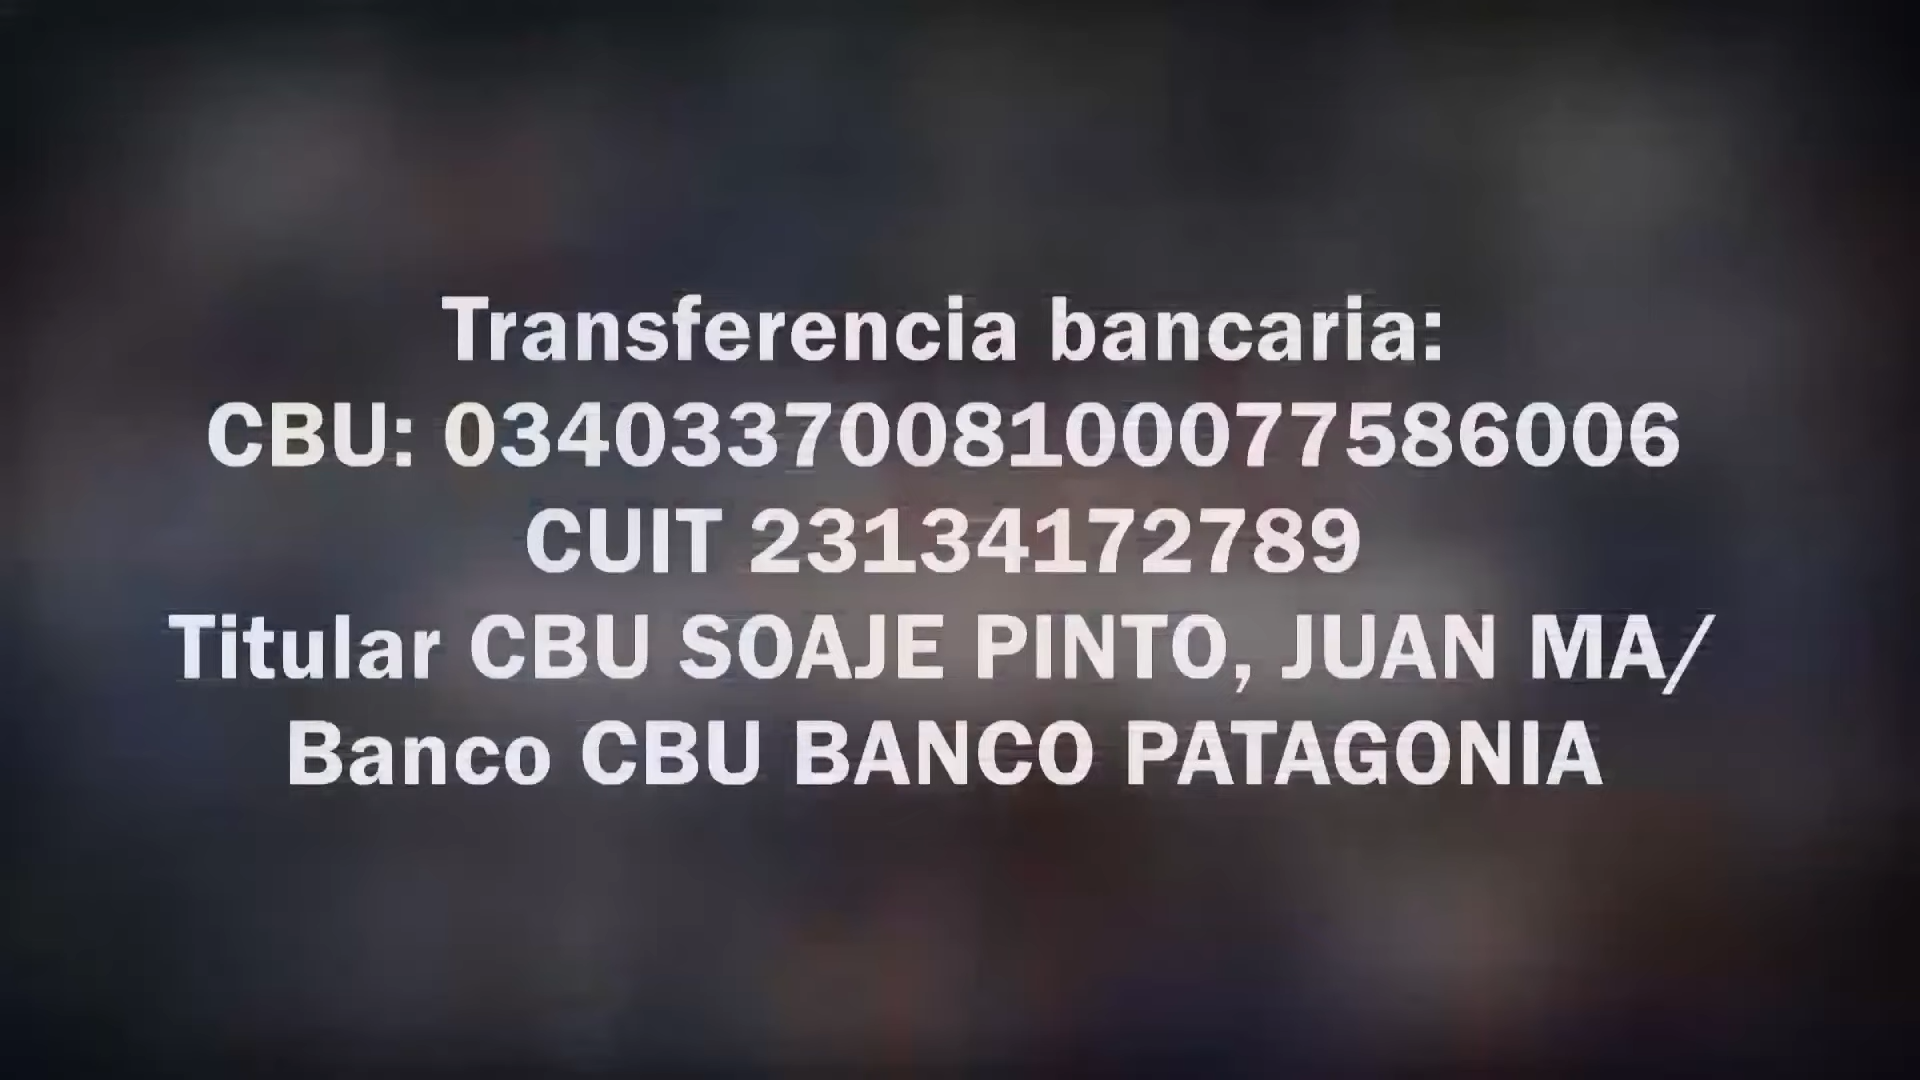 Transferencia bancaria:
CBU: 0340337008100077586006
CUIT 23134172789
Titular CBU SOAJE PINTO, JUAN MA/
Banco CBU BANCO PATAGONIA